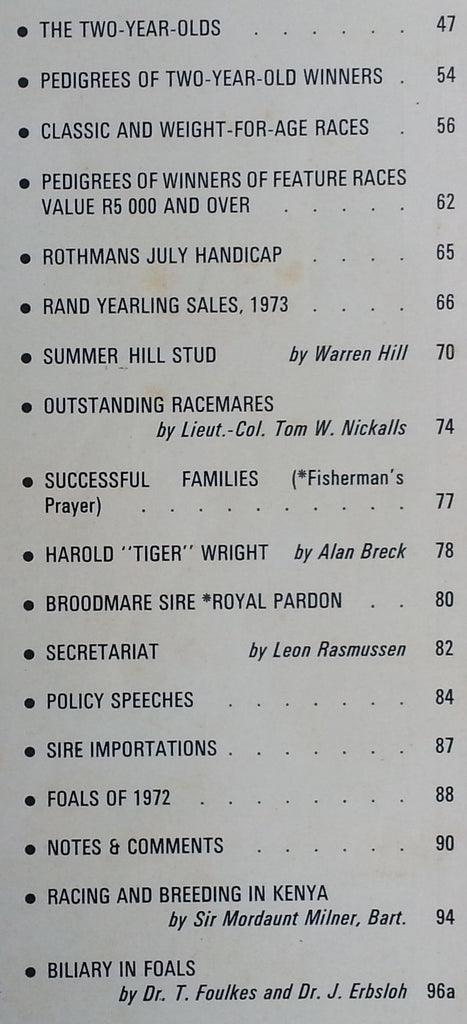 ● THE TWO-YEAR-OLDS . . . . . . 47
● PEDIGREES OF TWO-YEAR-OLD WINNERS . 54
● CLASSIC AND WEIGHT-FOR-AGE RACES . 56
● PEDIGREES OF WINNERS OF FEATURE RACES
VALUE R5 000 AND OVER . . . . . 62
● ROTHMANS JULY HANDICAP . . . . 65
● RAND YEARLING SALES, 1973 . . . . 66
● SUMMER HILL STUD by Warren Hill 70
● OUTSTANDING RACEMARES
by Lieut.-Col. Tom W. Nickalls 74
● SUCCESSFUL FAMILIES (*Fisherman's
Prayer) . . . . . . . . . . 77
● HAROLD "TIGER" WRIGHT by Alan Breck 78
● BROODMARE SIRE *ROYAL PARDON . . 80
● SECRETARIAT by Leon Rasmussen 82
● POLICY SPEECHES . . . . . . . 84
● SIRE IMPORTATIONS . . . . . . . 87
● FOALS OF 1972 . . . . . . . . 88
● NOTES & COMMENTS . . . . . . 90
● RACING AND BREEDING IN KENYA
by Sir Mordaunt Milner, Bart. 94
● BILIARY IN FOALS
by Dr. T. Foulkes and Dr. J. Erbsloh 96a